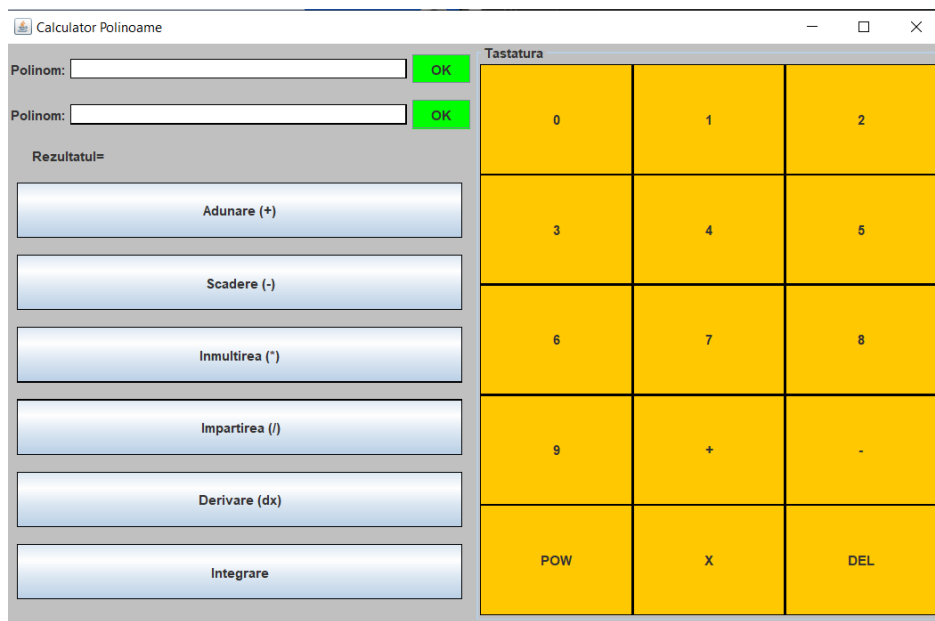 Calculator Polinoame
Polinom:
OK
Polinom:
OK
Rezultatul=
Adunare (+)
Scadere (-)
Inmultirea (*)
Impartirea (/)
Derivare (dx)
Integrare
Tastatura
0 1 2
3 4 5
6 7 8
9 + -
POW X DEL